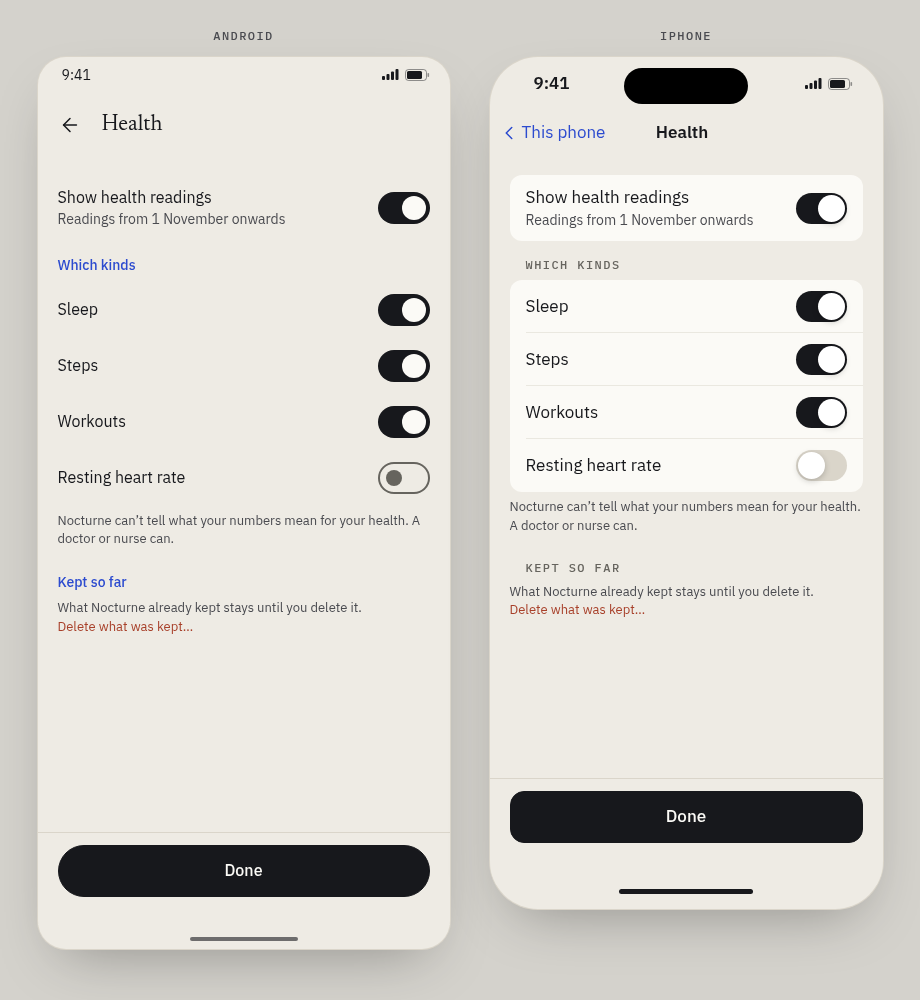 ANDROID
9:41
Health
Show health readings
Readings from 1 November onwards
Which kinds
Sleep
Steps
Workouts
Resting heart rate
Nocturne can’t tell what your numbers mean for your health. A
doctor or nurse can.
Kept so far
What Nocturne already kept stays until you delete it.
Delete what was kept…
Done
IPHONE
9:41
This phone
Health
Show health readings
Readings from 1 November onwards
WHICH KINDS
Sleep
Steps
Workouts
Resting heart rate
Nocturne can’t tell what your numbers mean for your health.
A doctor or nurse can.
KEPT SO FAR
What Nocturne already kept stays until you delete it.
Delete what was kept…
Done